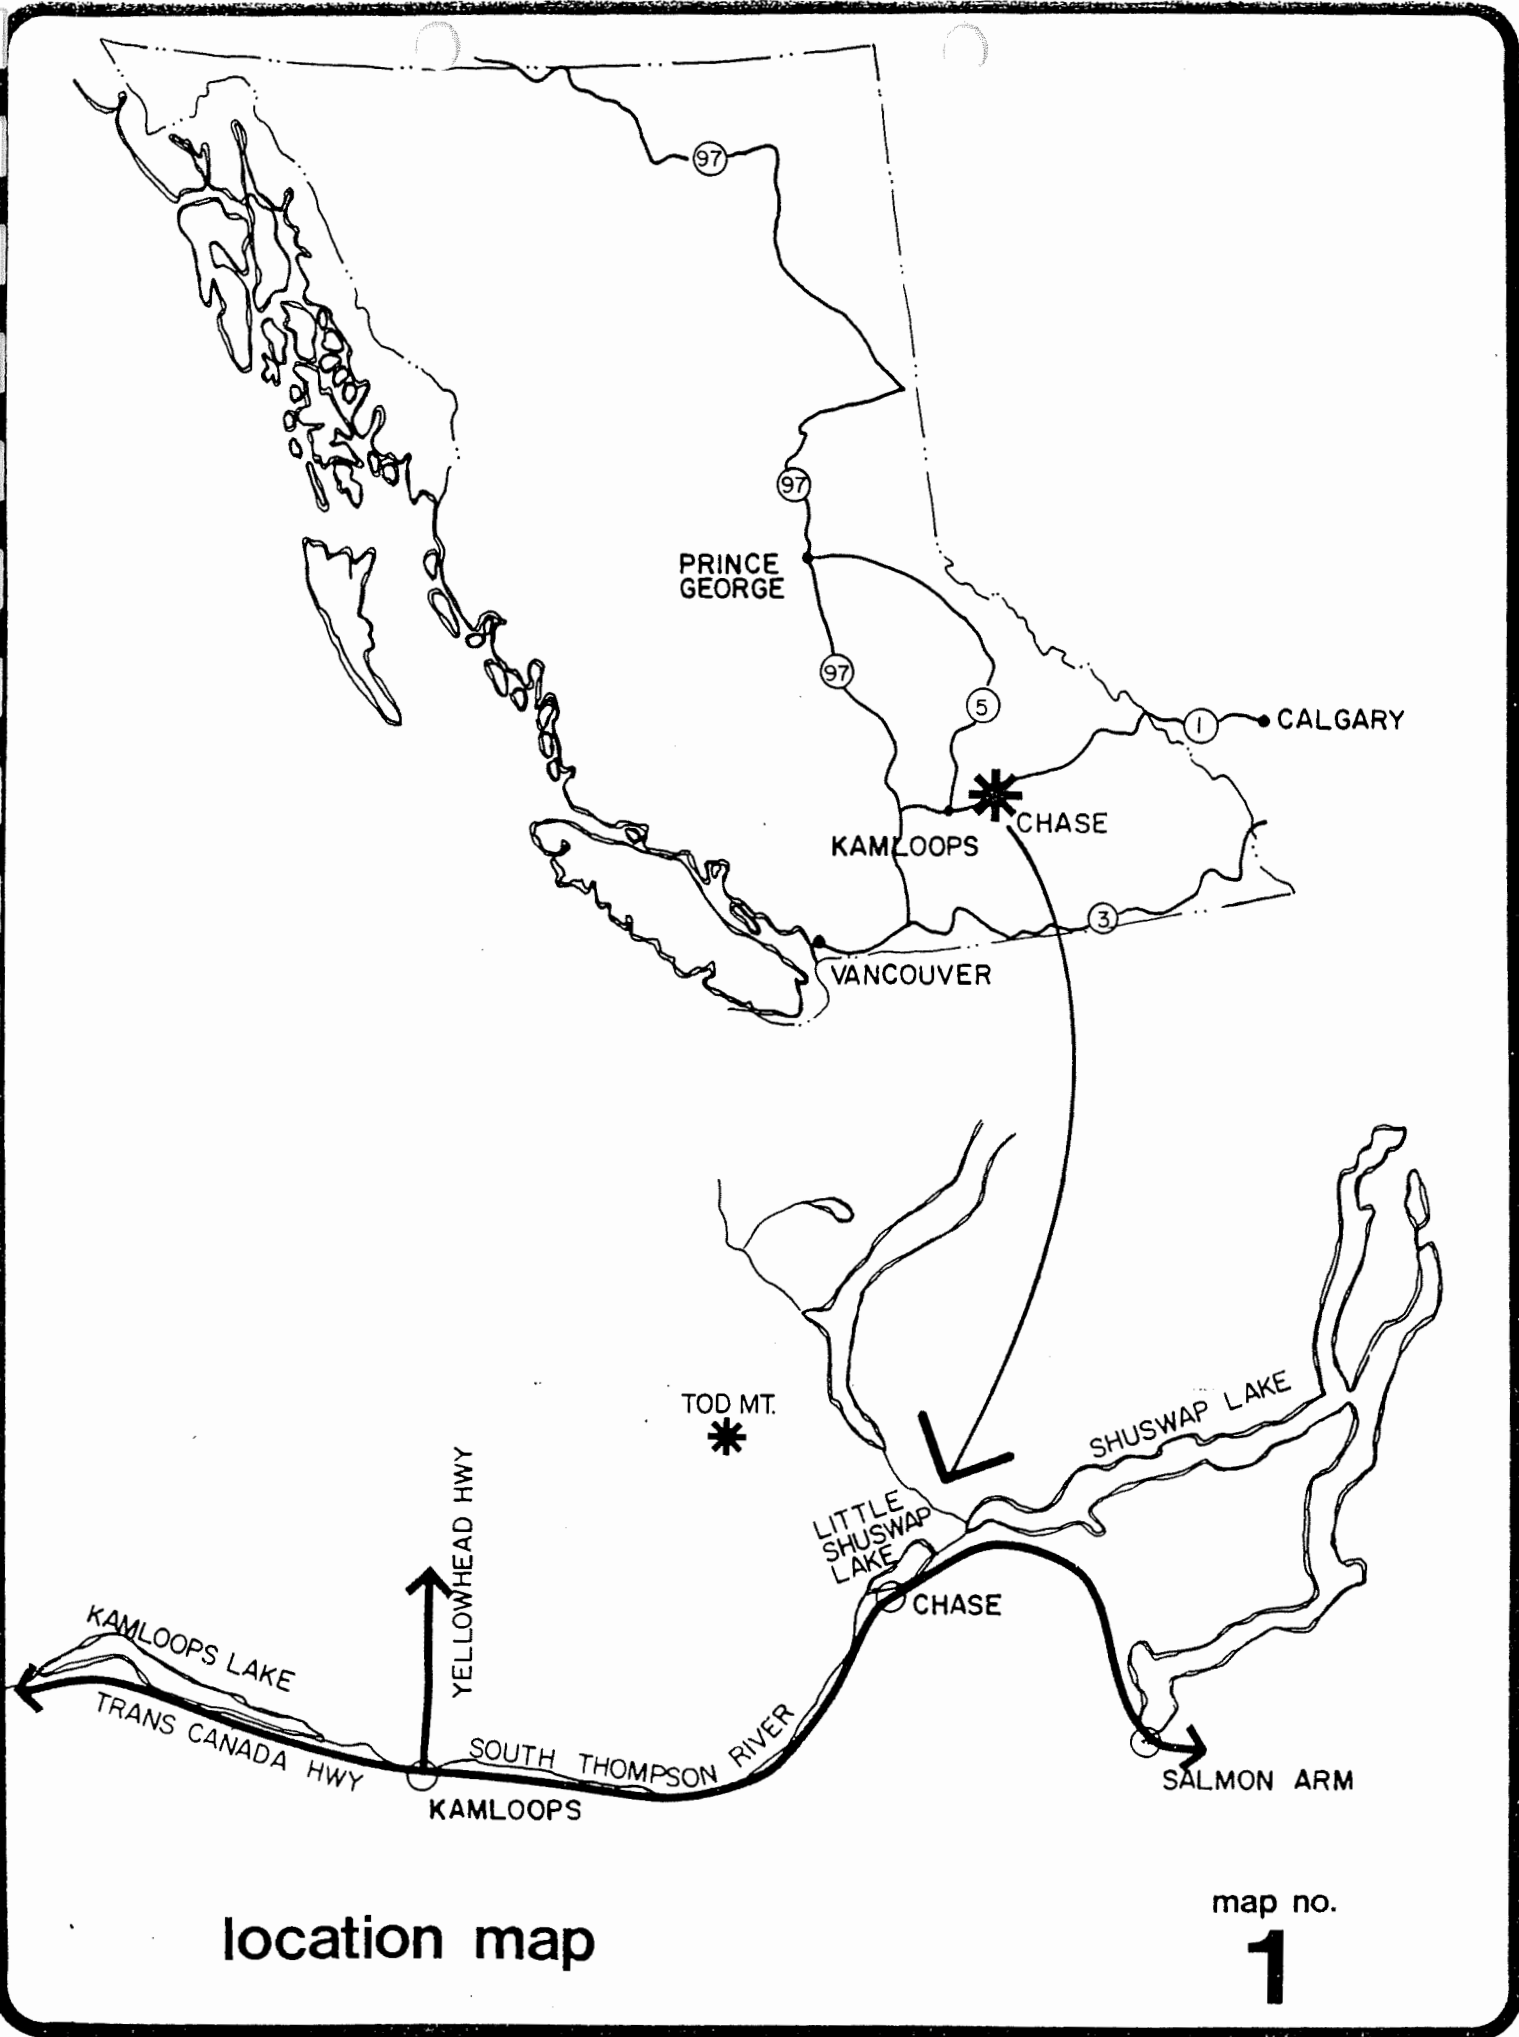 97
97
PRINCE
GEORGE
97
5
1
CALGARY
CHASE
KAMLOOPS
3
VANCOUVER
TOD MT.
SHUSWAP LAKE
YELLOWHEAD HWY
LITTLE
SHUSWAP
LAKE
CHASE
KAMLOOPS LAKE
TRANS CANADA HWY
SOUTH THOMPSON RIVER
KAMLOOPS
SALMON ARM
location map
map no.
1